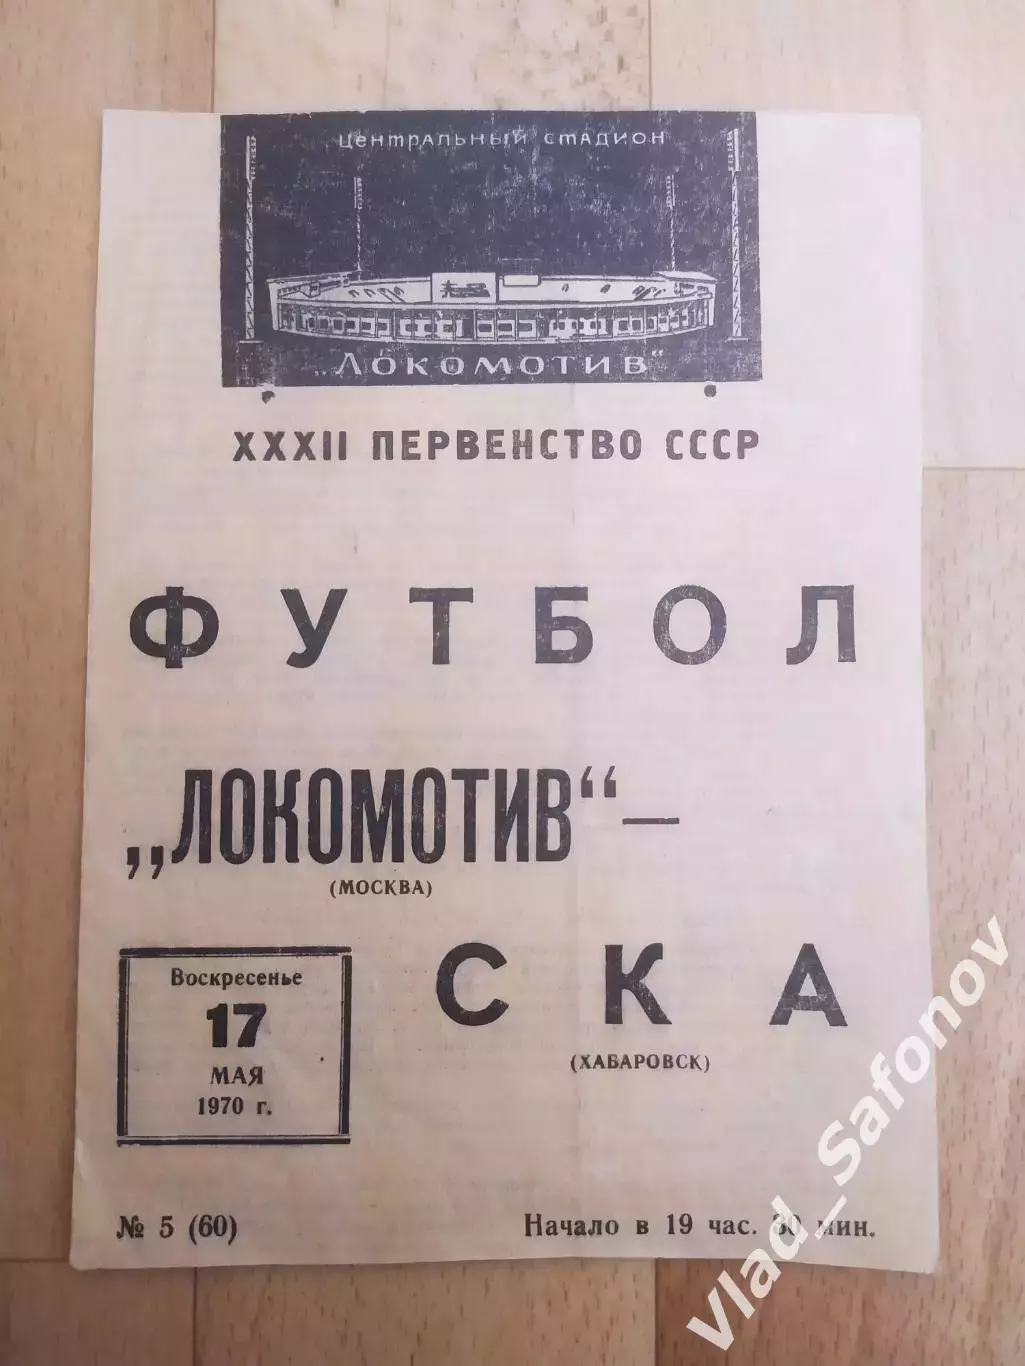 Центральный стадион
„Локомотив"
XXXII ПЕРВЕНСТВО СССР
ФУТБОЛ
„ЛОКОМОТИВ“ —
(МОСКВА)
СКА
(ХАБАРОВСК)
Воскресенье
17
МАЯ
1970 г.
№ 5 (60)
Начало в 19 час. 30 мин.
Vlad_Safonov